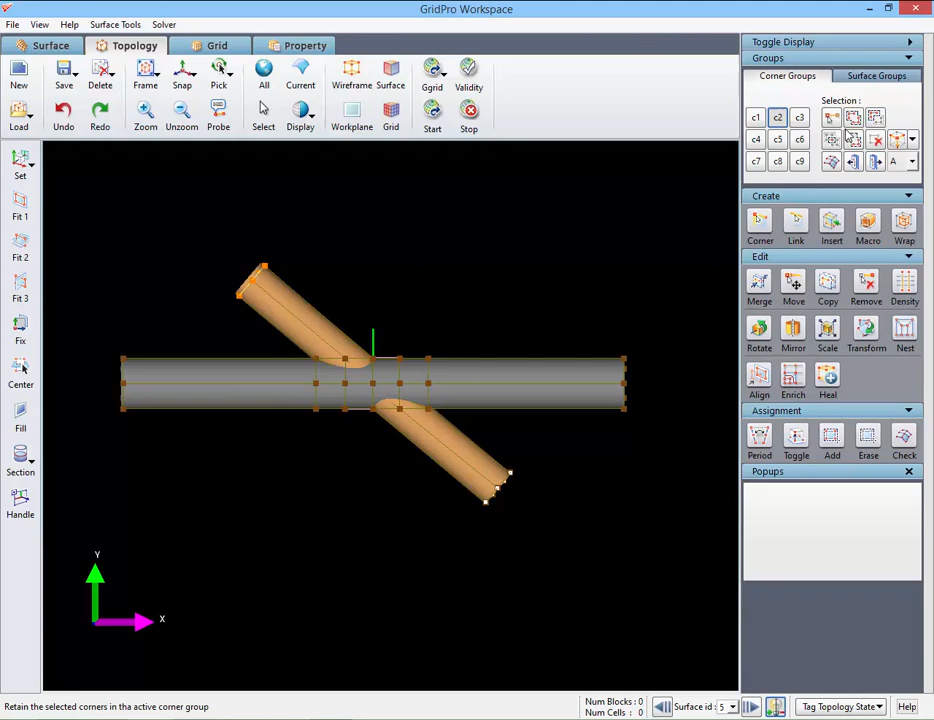 GridPro Workspace
File View Help Surface Tools Solver
Surface Topology Grid Property
New Save Delete Frame Snap Pick All Current Wireframe Surface Ggrid Validity
Load Undo Redo Zoom Unzoom Probe Select Display Workplane Grid Start Stop
Set
Fit 1
Fit 2
Fit 3
Fix
Center
Fill
Section
Handle
Y
X
Toggle Display
Groups
Corner Groups Surface Groups
Selection :
c1 c2 c3
c4 c5 c6
c7 c8 c9 A
Create
Corner Link Insert Macro Wrap
Edit
Merge Move Copy Remove Density
Rotate Mirror Scale Transform Nest
Align Enrich Heal
Assignment
Period Toggle Add Erase Check
Popups
Retain the selected corners in tha active corner group
Num Blocks : 0
Num Cells : 0
Surface id : 5
Tag Topology State
Help